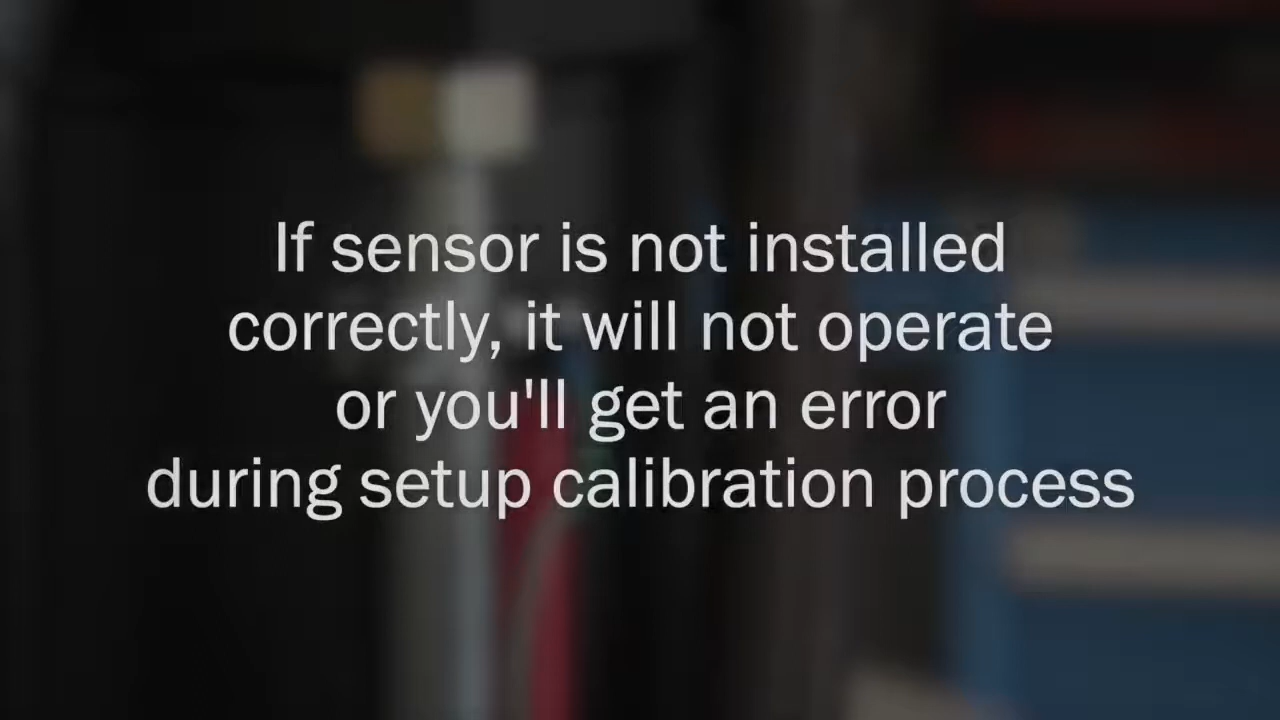 If sensor is not installed
correctly, it will not operate
or you'll get an error
during setup calibration process